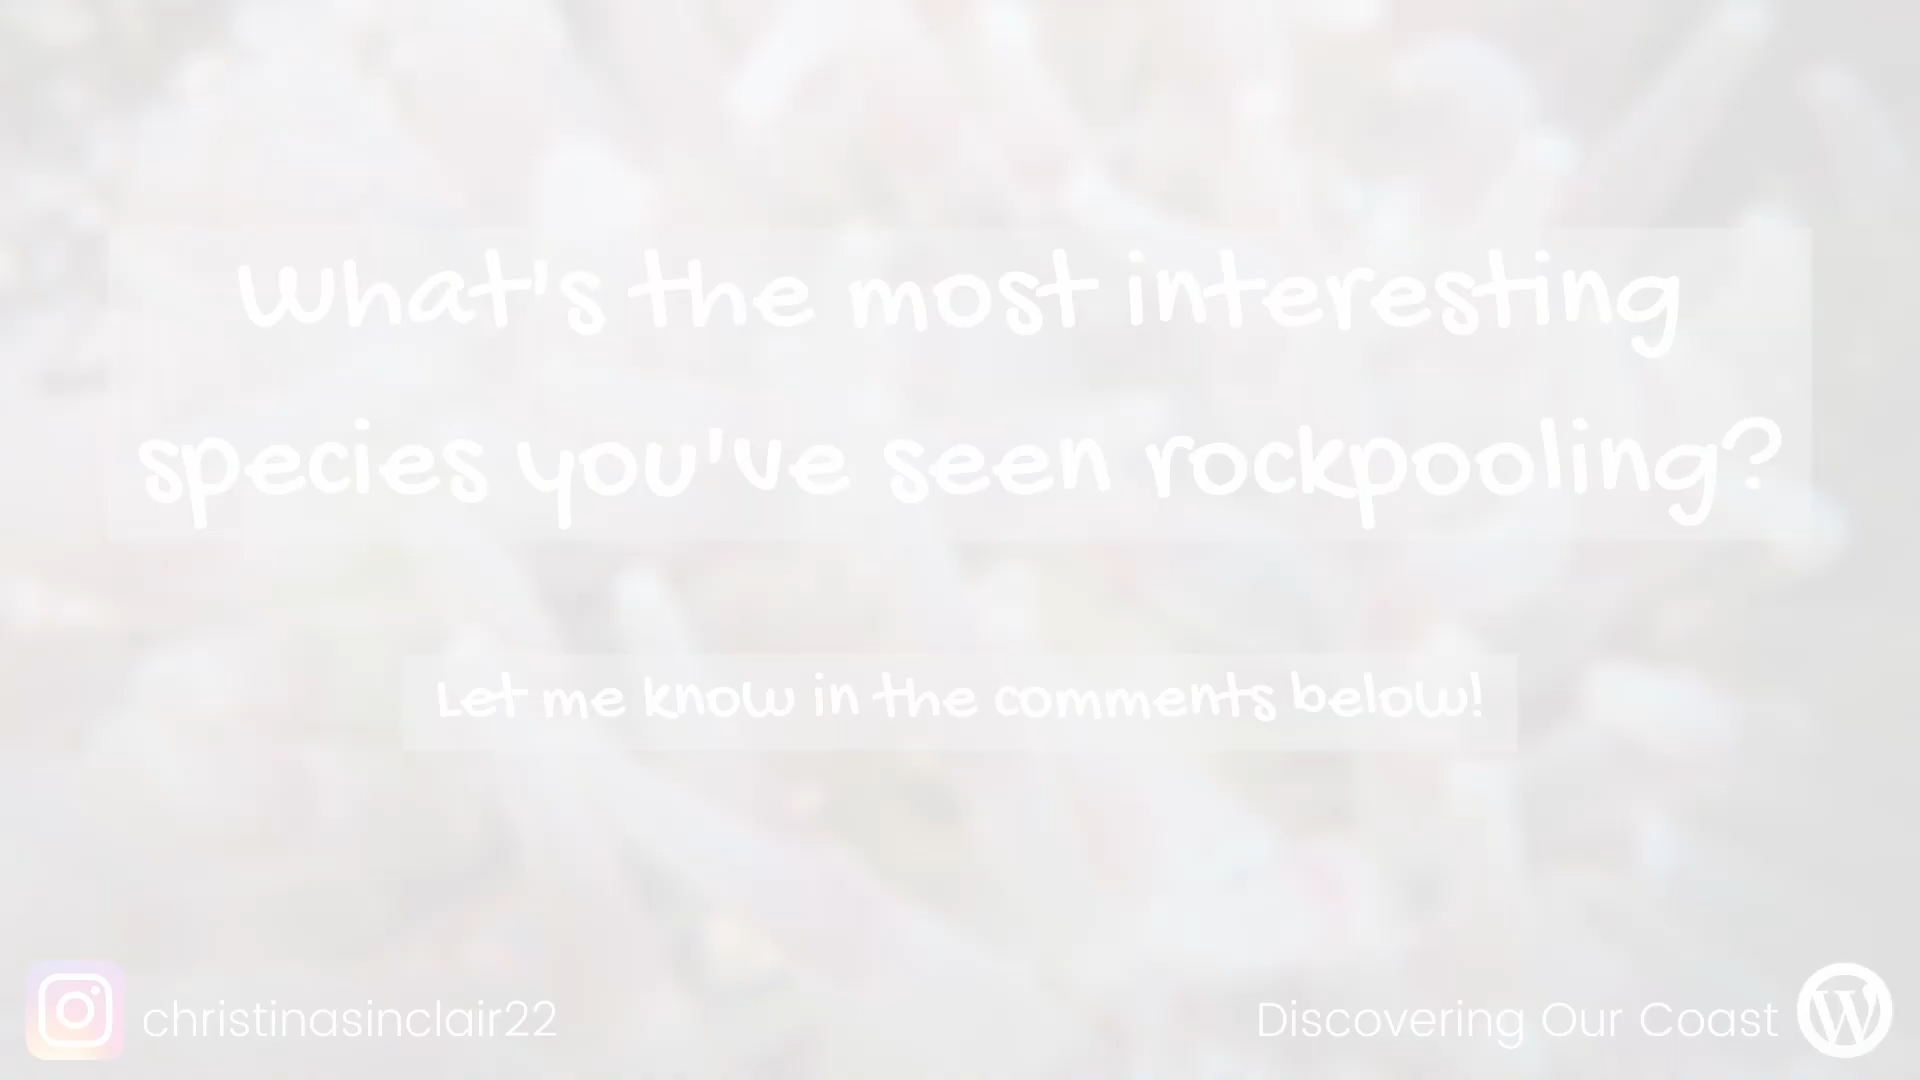 What's the most interesting
species you've seen rockpooling?
Let me know in the comments below!
christinasinclair22
Discovering Our Coast